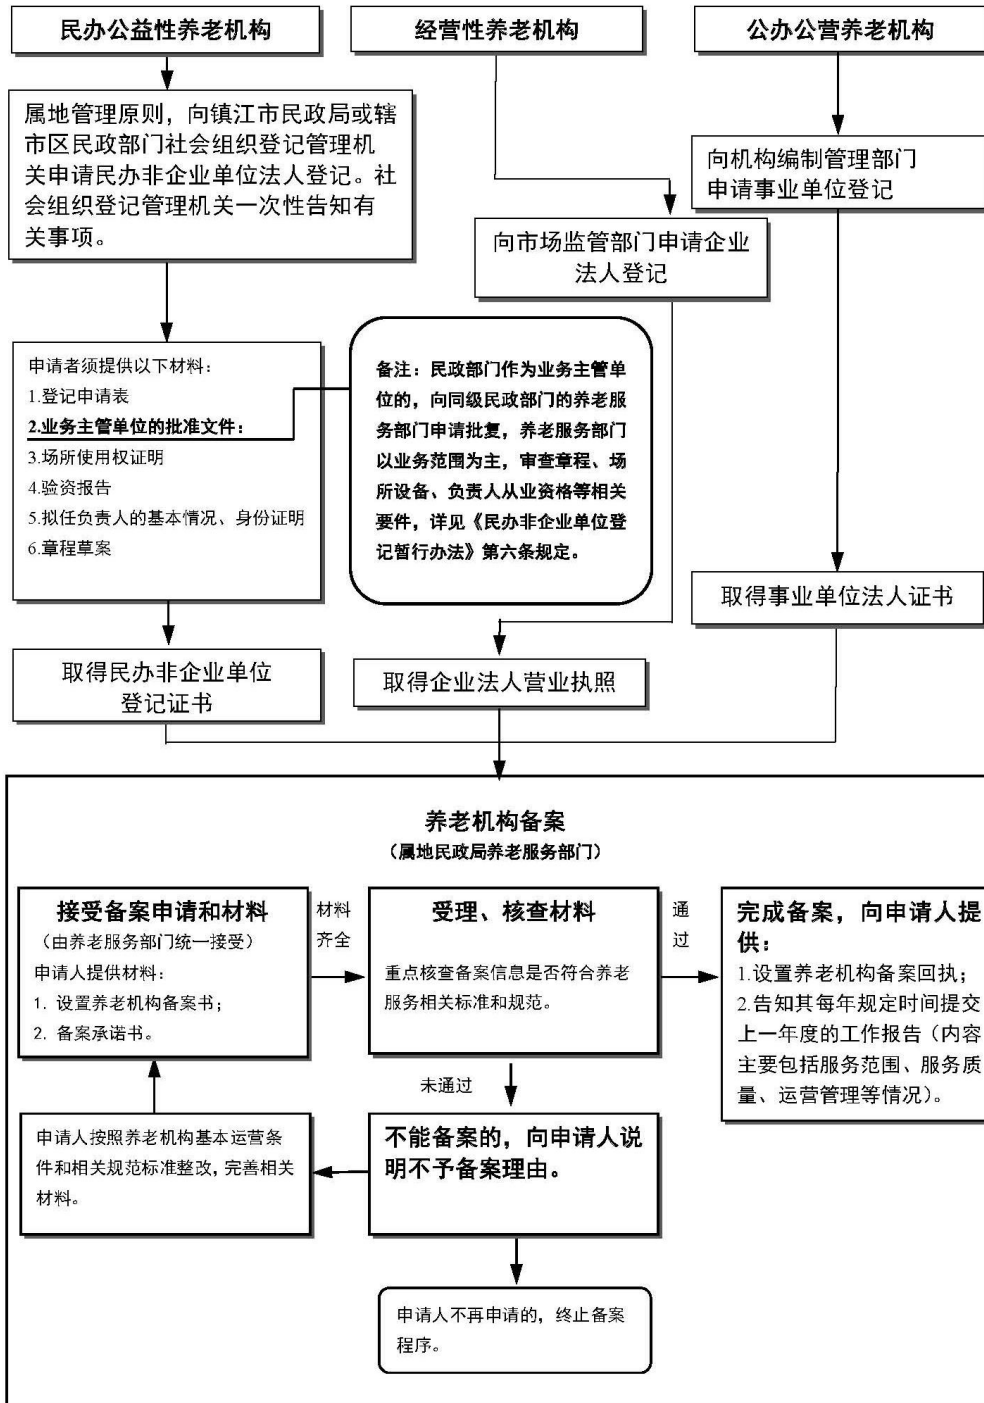 民办公益性养老机构
经营性养老机构
公办公营养老机构
属地管理原则，向镇江市民政局或辖
市区民政部门社会组织登记管理机
关申请民办非企业单位法人登记。社
会组织登记管理机关一次性告知有
关事项。
向机构编制管理部门
申请事业单位登记
向市场监管部门申请企业
法人登记
申请者须提供以下材料：
1.登记申请表
2.业务主管单位的批准文件：
3.场所使用权证明
4.验资报告
5.拟任负责人的基本情况、身份证明
6.章程草案
备注：民政部门作为业务主管单
位的，向同级民政部门的养老服
务部门申请批复，养老服务部门
以业务范围为主，审查章程、场
所设备、负责人从业资格等相关
要件，详见《民办非企业单位登
记暂行办法》第六条规定。
取得事业单位法人证书
取得民办非企业单位
登记证书
取得企业法人营业执照
养老机构备案
（属地民政局养老服务部门）
接受备案申请和材料
（由养老服务部门统一接受）
申请人提供材料：
1. 设置养老机构备案书；
2. 备案承诺书。
材料
齐全
受理、核查材料
重点核查备案信息是否符合养老
服务相关标准和规范。
通
过
完成备案，向申请人提
供：
1.设置养老机构备案回执；
2.告知其每年规定时间提交
上一年度的工作报告（内容
主要包括服务范围、服务质
量、运营管理等情况）。
未通过
申请人按照养老机构基本运营条
件和相关规范标准整改，完善相关
材料。
不能备案的，向申请人说
明不予备案理由。
申请人不再申请的，终止备案
程序。